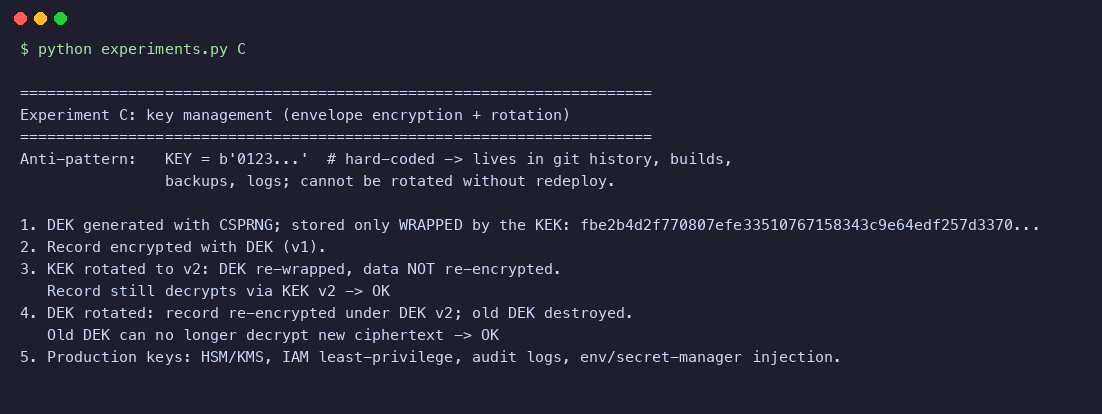 $ python experiments.py C
======================================================================
Experiment C: key management (envelope encryption + rotation)
======================================================================
Anti-pattern:   KEY = b'0123...'  # hard-coded -> lives in git history, builds,
                backups, logs; cannot be rotated without redeploy.
1. DEK generated with CSPRNG; stored only WRAPPED by the KEK: fbe2b4d2f770807efe33510767158343c9e64edf257d3370...
2. Record encrypted with DEK (v1).
3. KEK rotated to v2: DEK re-wrapped, data NOT re-encrypted.
   Record still decrypts via KEK v2 -> OK
4. DEK rotated: record re-encrypted under DEK v2; old DEK destroyed.
   Old DEK can no longer decrypt new ciphertext -> OK
5. Production keys: HSM/KMS, IAM least-privilege, audit logs, env/secret-manager injection.